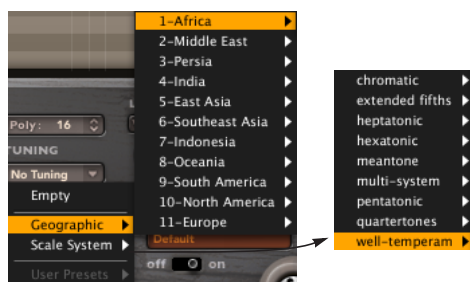 1-Africa
2-Middle East
3-Persia
4-India
5-East Asia
6-Southeast Asia
7-Indonesia
8-Oceania
9-South America
10-North America
11-Europe
Poly: 16
TUNING
No Tuning
Empty
Geographic
Scale System
User Presets
Default
off on
chromatic
extended fifths
heptatonic
hexatonic
meantone
multi-system
pentatonic
quartertones
well-temperam